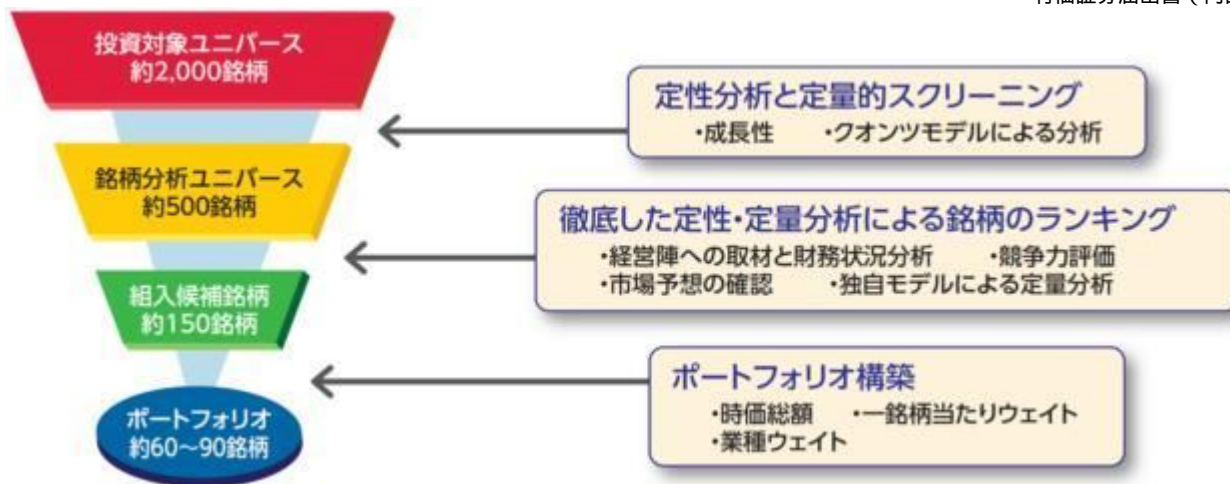 投資対象ユニバース
約2,000銘柄
定性分析と定量的スクリーニング
・成長性　・クオンツモデルによる分析
銘柄分析ユニバース
約500銘柄
徹底した定性・定量分析による銘柄のランキング
・経営陣への取材と財務状況分析　・競争力評価
・市場予想の確認　・独自モデルによる定量分析
組入候補銘柄
約150銘柄
ポートフォリオ構築
・時価総額　・一銘柄当たりウェイト
・業種ウェイト
ポートフォリオ
約60～90銘柄